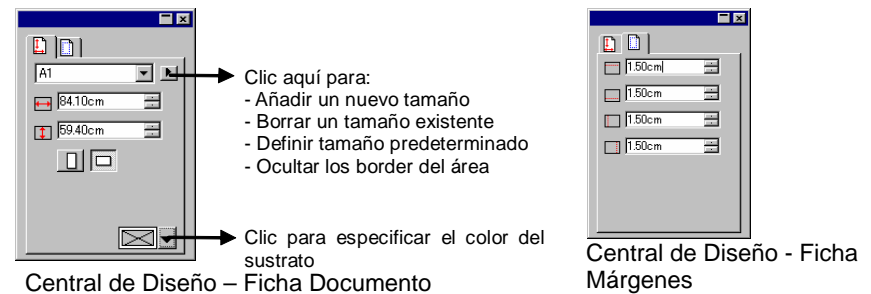 A1
84.10cm
59.40cm
Clic aquí para:
- Añadir un nuevo tamaño
- Borrar un tamaño existente
- Definir tamaño predeterminado
- Ocultar los border del área
Clic para especificar el color del
sustrato
Central de Diseño – Ficha Documento
1.50cm
1.50cm
1.50cm
1.50cm
Central de Diseño - Ficha
Márgenes